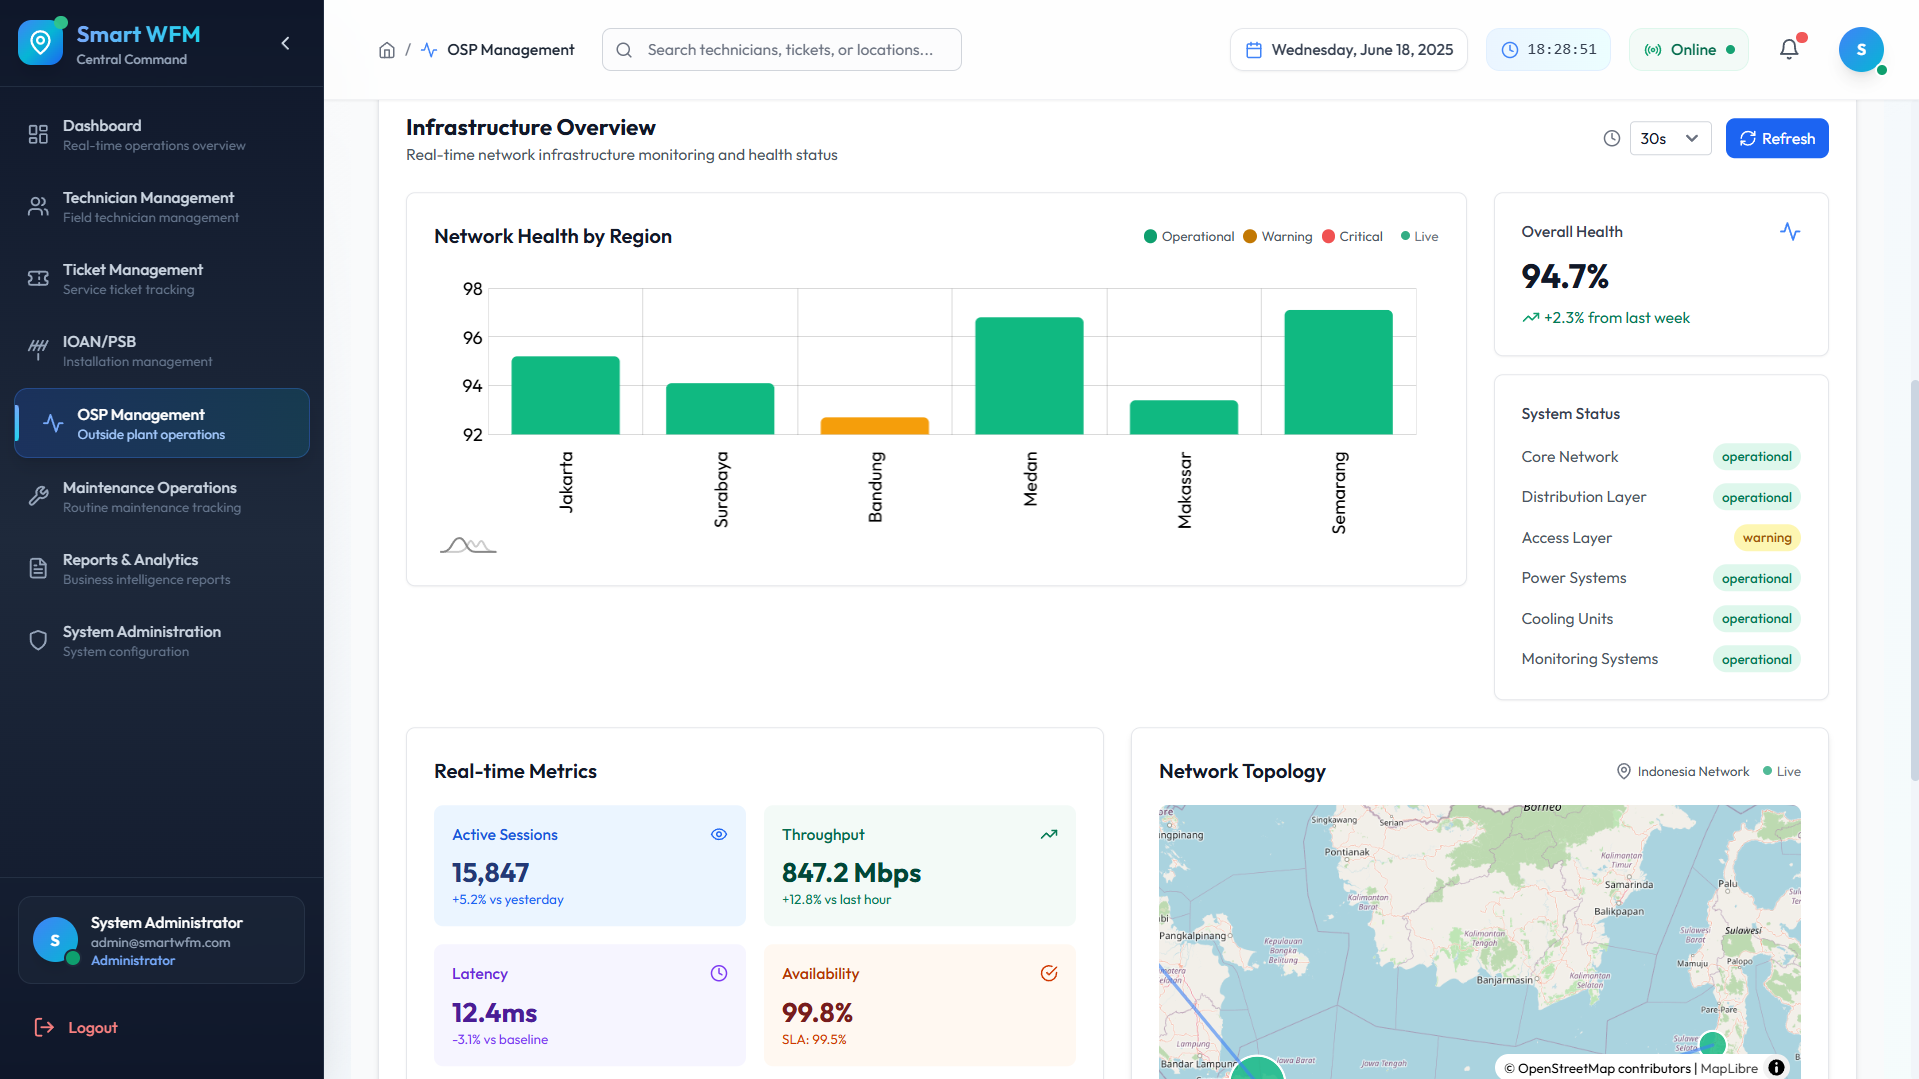 Smart WFM
Central Command
Dashboard
Real-time operations overview
Technician Management
Field technician management
Ticket Management
Service ticket tracking
IOAN/PSB
Installation management
OSP Management
Outside plant operations
Maintenance Operations
Routine maintenance tracking
Reports & Analytics
Business intelligence reports
System Administration
System configuration
S
System Administrator
admin@smartwfm.com
Administrator
Logout
/ OSP Management
Search technicians, tickets, or locations...
Wednesday, June 18, 2025
18:28:51
Online
S
Infrastructure Overview
Real-time network infrastructure monitoring and health status
30s
Refresh
Network Health by Region
Operational Warning Critical Live
98
96
94
92
Jakarta
Surabaya
Bandung
Medan
Makassar
Semarang
Overall Health
94.7%
+2.3% from last week
System Status
Core Network operational
Distribution Layer operational
Access Layer warning
Power Systems operational
Cooling Units operational
Monitoring Systems operational
Real-time Metrics
Active Sessions
15,847
+5.2% vs yesterday
Throughput
847.2 Mbps
+12.8% vs last hour
Latency
12.4ms
-3.1% vs baseline
Availability
99.8%
SLA: 99.5%
Network Topology
Indonesia Network Live
Borneo
Singkawang
Serian
ngpinang
Pontianak
Kalimantan Timur
Samarinda
Palu
Kalimantan Barat
Balikpapan
Pangkalpinang
Kepulauan Bangka Belitung
Kalimantan Tengah
Sulawesi Barat
Sulawesi
Mamuju
Palopo
Banjarmasin
Kalimantan Selatan
Pare-Pare
Lampung
Bandar Lampung
Jawa Barat
Jawa Tengah
© OpenStreetMap contributors | MapLibre